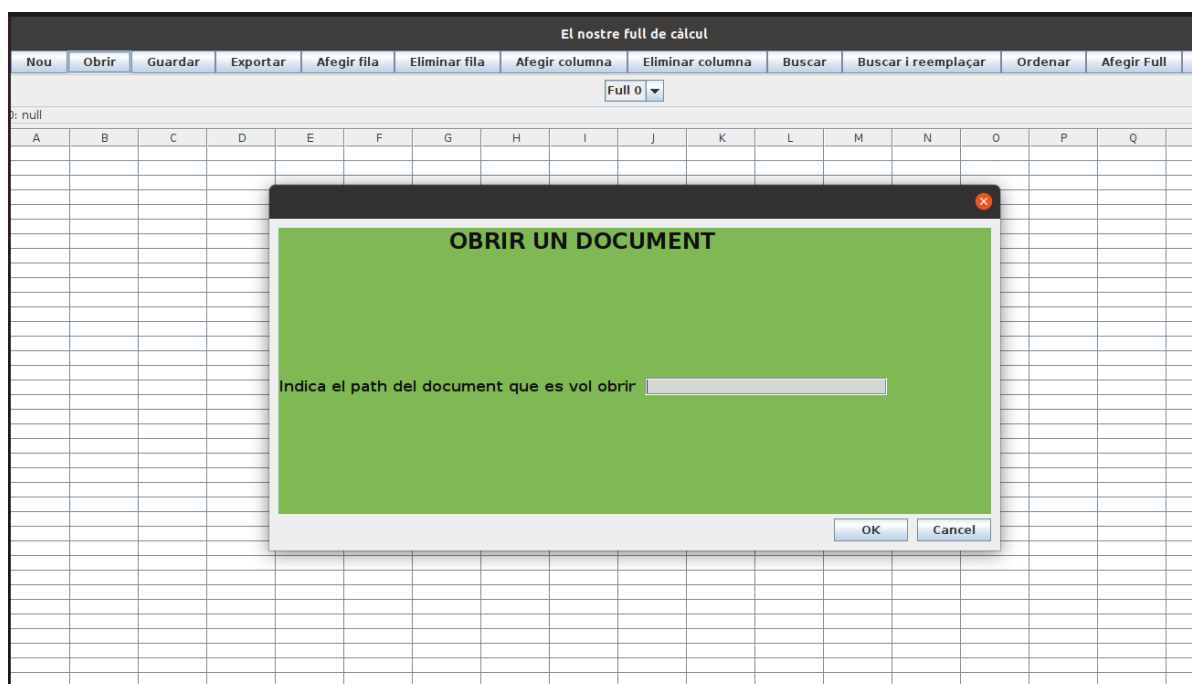 El nostre full de càlcul
Nou Obrir Guardar Exportar Afegir fila Eliminar fila Afegir columna Eliminar columna Buscar Buscar i reemplaçar Ordenar Afegir Full
Full 0
0: null
A B C D E F G H I J K L M N O P Q
OBRIR UN DOCUMENT
Indica el path del document que es vol obrir
OK Cancel